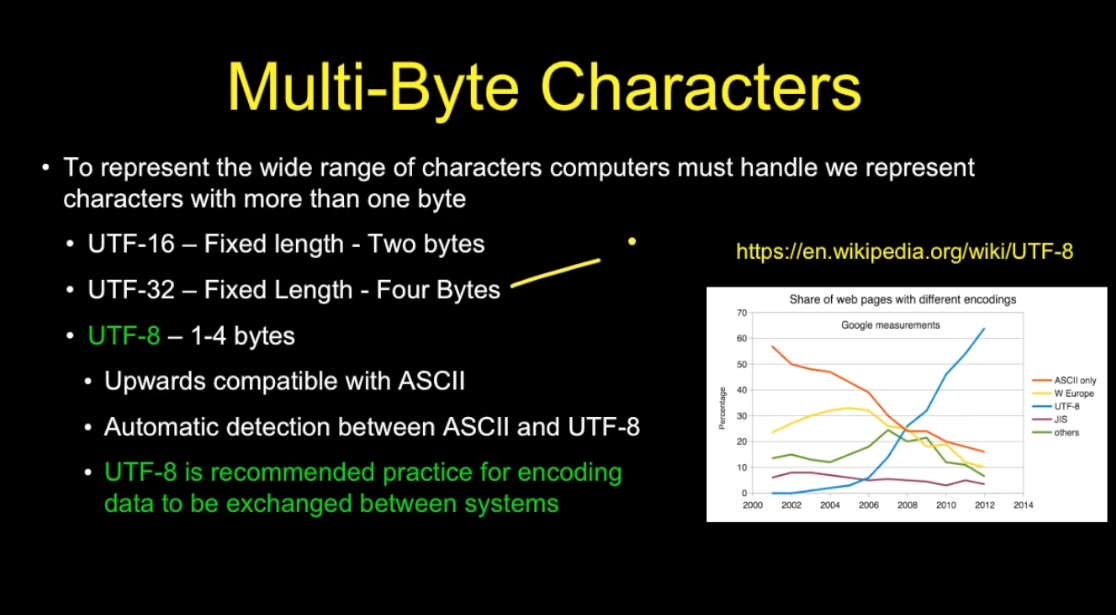 Multi-Byte Characters
• To represent the wide range of characters computers must handle we represent
characters with more than one byte
• UTF-16 – Fixed length - Two bytes
• UTF-32 – Fixed Length - Four Bytes
• UTF-8 – 1-4 bytes
• Upwards compatible with ASCII
• Automatic detection between ASCII and UTF-8
• UTF-8 is recommended practice for encoding
data to be exchanged between systems
https://en.wikipedia.org/wiki/UTF-8
Share of web pages with different encodings
Google measurements
Percentage
70
60
50
40
30
20
10
0
2000 2002 2004 2006 2008 2010 2012 2014
ASCII only
W Europe
UTF-8
JIS
others